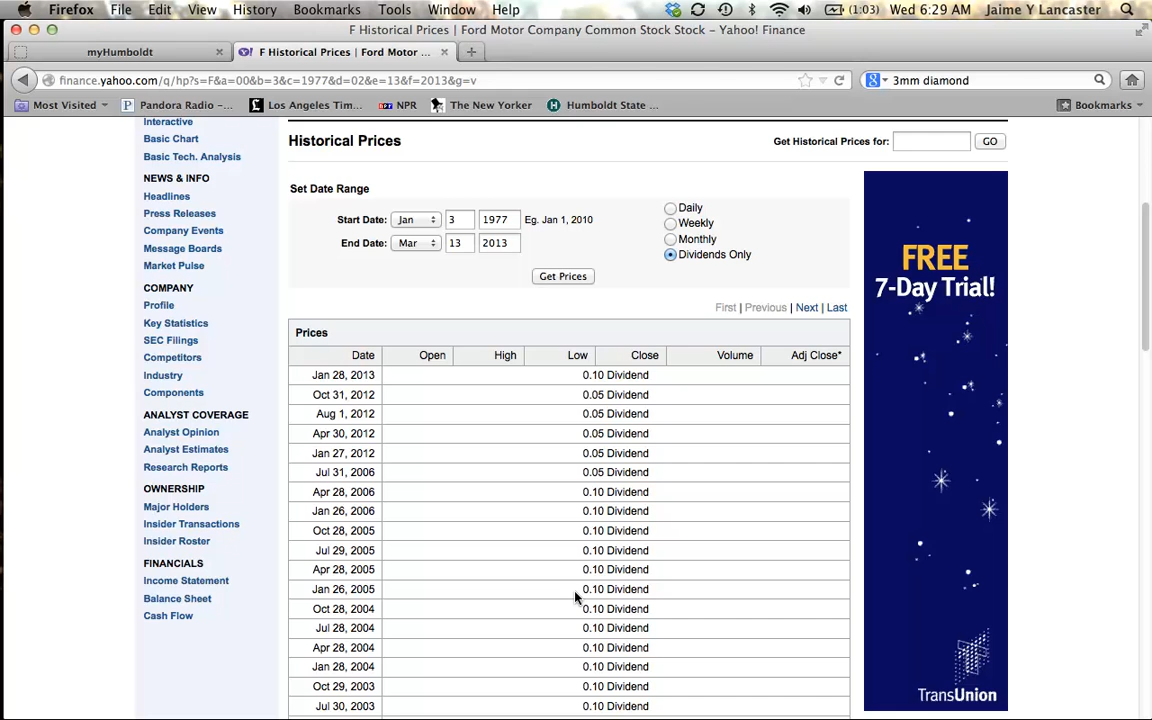 Firefox File Edit View History Bookmarks Tools Window Help (1:03) Wed 6:29 AM Jaime Y Lancaster
F Historical Prices | Ford Motor Company Common Stock Stock – Yahoo! Finance
myHumboldt × F Historical Prices | Ford Motor ... × +
finance.yahoo.com/q/hp?s=F&a=00&b=3&c=1977&d=02&e=13&f=2013&g=v 3mm diamond
Most Visited Pandora Radio –... Los Angeles Tim... NPR The New Yorker Humboldt State ... Bookmarks
Interactive
Basic Chart
Basic Tech. Analysis
NEWS & INFO
Headlines
Press Releases
Company Events
Message Boards
Market Pulse
COMPANY
Profile
Key Statistics
SEC Filings
Competitors
Industry
Components
ANALYST COVERAGE
Analyst Opinion
Analyst Estimates
Research Reports
OWNERSHIP
Major Holders
Insider Transactions
Insider Roster
FINANCIALS
Income Statement
Balance Sheet
Cash Flow
Historical Prices Get Historical Prices for: GO
Set Date Range
Start Date: Jan 3 1977 Eg. Jan 1, 2010
End Date: Mar 13 2013
Daily
Weekly
Monthly
Dividends Only
Get Prices
First | Previous | Next | Last
Prices
Date Open High Low Close Volume Adj Close*
Jan 28, 2013 0.10 Dividend
Oct 31, 2012 0.05 Dividend
Aug 1, 2012 0.05 Dividend
Apr 30, 2012 0.05 Dividend
Jan 27, 2012 0.05 Dividend
Jul 31, 2006 0.05 Dividend
Apr 28, 2006 0.10 Dividend
Jan 26, 2006 0.10 Dividend
Oct 28, 2005 0.10 Dividend
Jul 29, 2005 0.10 Dividend
Apr 28, 2005 0.10 Dividend
Jan 26, 2005 0.10 Dividend
Oct 28, 2004 0.10 Dividend
Jul 28, 2004 0.10 Dividend
Apr 28, 2004 0.10 Dividend
Jan 28, 2004 0.10 Dividend
Oct 29, 2003 0.10 Dividend
Jul 30, 2003 0.10 Dividend
FREE
7-Day Trial!
TransUnion